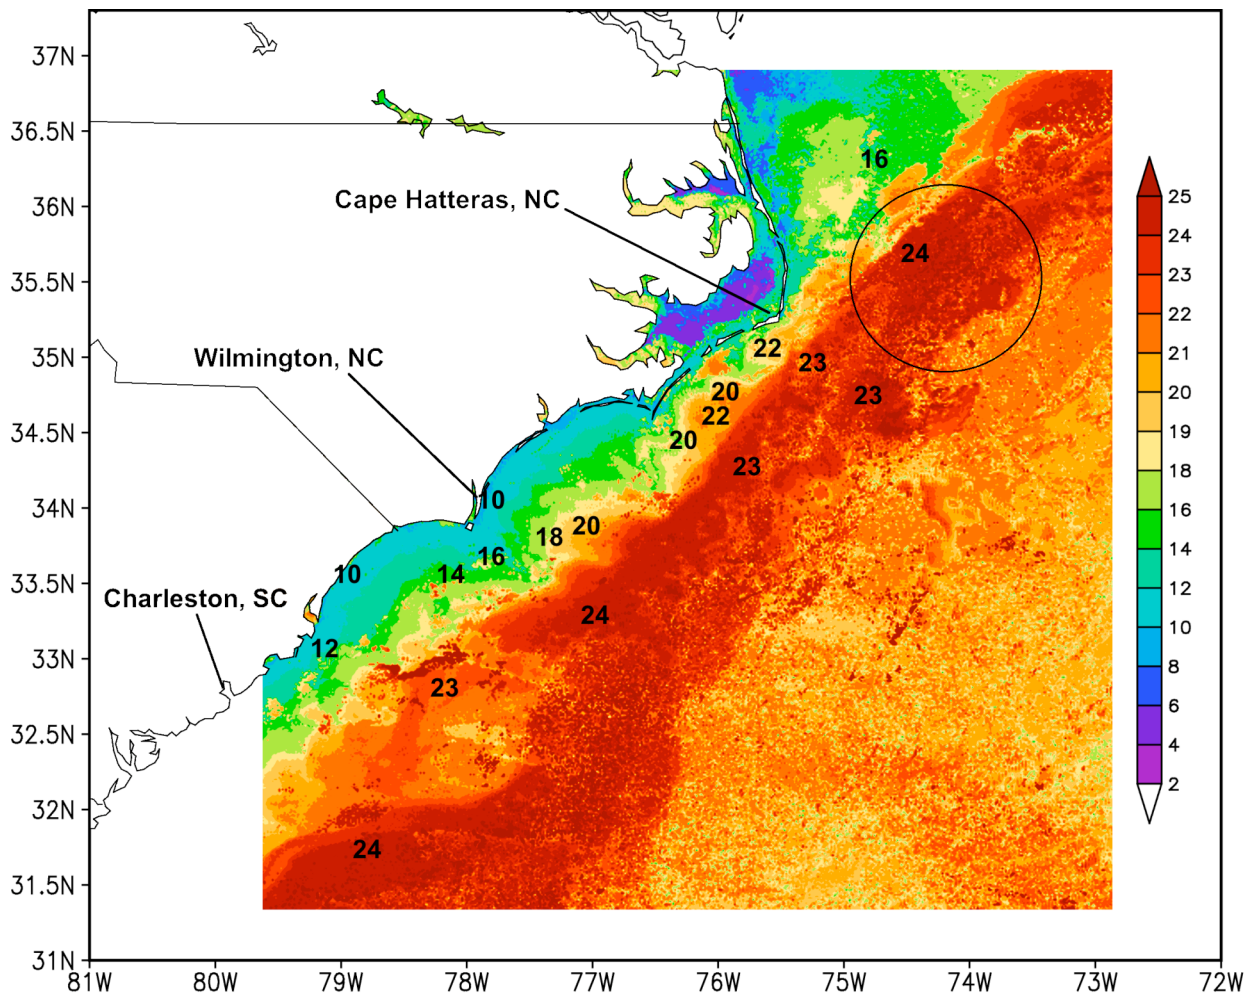 37N
36.5N
16
25
Cape Hatteras, NC
36N
24
24
35.5N
23
22
35N
22
23
21
Wilmington, NC
20
23
20
22
34.5N
20
19
23
18
10
34N
16
20
18
14
16
10
14
33.5N
12
Charleston, SC
24
10
12
33N
8
23
6
32.5N
4
2
32N
24
31.5N
31N
81W
80W
79W
78W
77W
76W
75W
74W
73W
72W